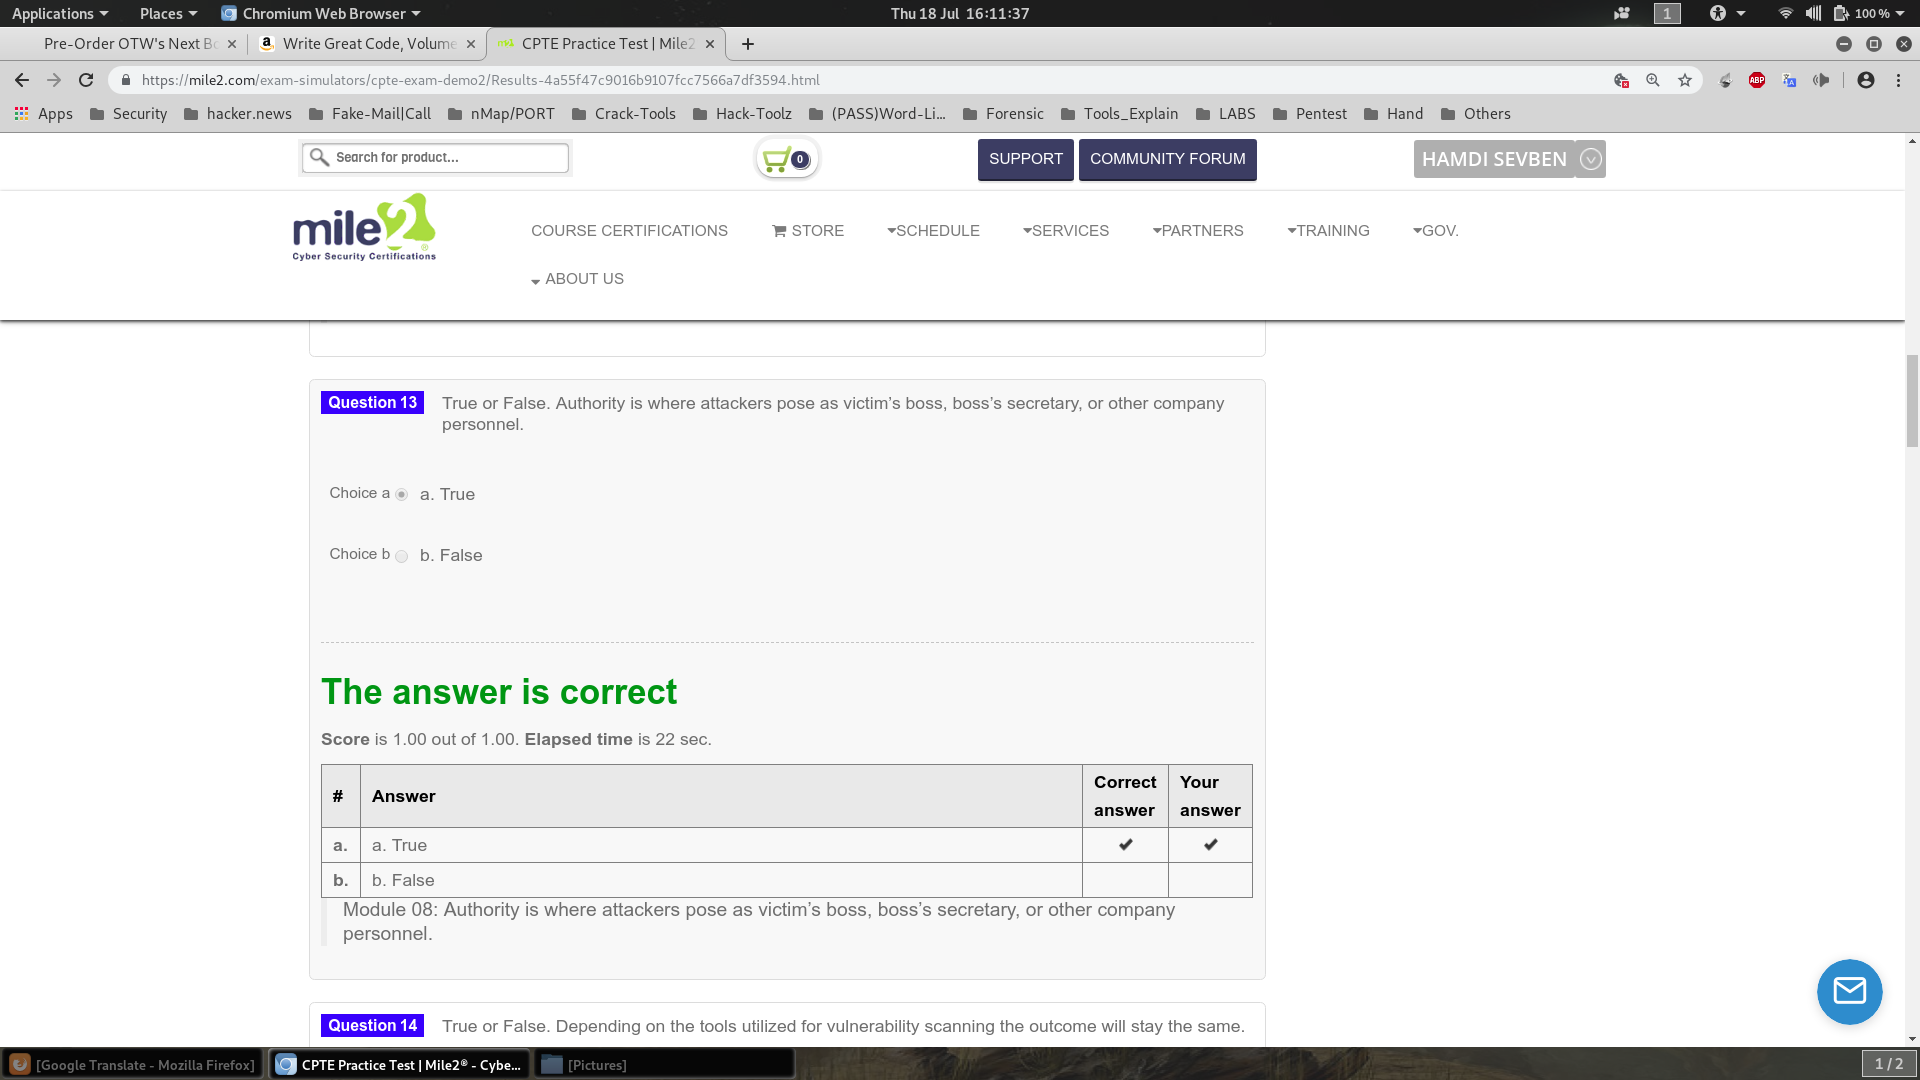 Applications
Places
Chromium Web Browser
Thu 18 Jul 16:11:37
1
100 %
Pre-Order OTW's Next Bo
Write Great Code, Volume
CPTE Practice Test | Mile2
https://mile2.com/exam-simulators/cpte-exam-demo2/Results-4a55f47c9016b9107fcc7566a7df3594.html
ABP
Apps
Security
hacker.news
Fake-Mail|Call
nMap/PORT
Crack-Tools
Hack-Toolz
(PASS)Word-Li...
Forensic
Tools_Explain
LABS
Pentest
Hand
Others
Search for product...
0
SUPPORT
COMMUNITY FORUM
HAMDI SEVBEN
mile2®
Cyber Security Certifications
COURSE CERTIFICATIONS
STORE
SCHEDULE
SERVICES
PARTNERS
TRAINING
GOV.
ABOUT US
Question 13
True or False. Authority is where attackers pose as victim’s boss, boss’s secretary, or other company
personnel.
Choice a
a. True
Choice b
b. False
The answer is correct
Score is 1.00 out of 1.00. Elapsed time is 22 sec.
# Answer Correct answer Your answer
a. a. True ✔ ✔
b. b. False
Module 08: Authority is where attackers pose as victim’s boss, boss’s secretary, or other company
personnel.
Question 14
True or False. Depending on the tools utilized for vulnerability scanning the outcome will stay the same.
[Google Translate - Mozilla Firefox]
CPTE Practice Test | Mile2® - Cybe...
[Pictures]
1 / 2